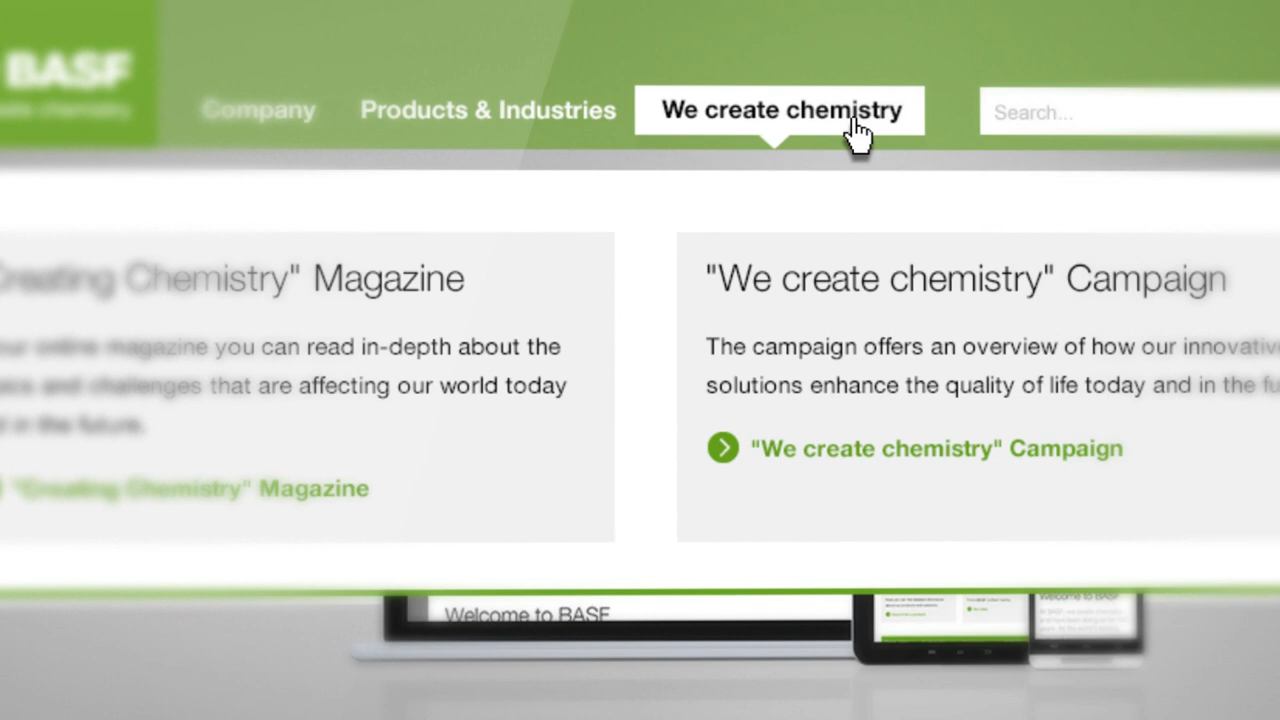 BASF
Company
Products & Industries
We create chemistry
Search...
Creating Chemistry" Magazine
our online magazine you can read in-depth about the
and challenges that are affecting our world today
in the future.
"Creating Chemistry" Magazine
"We create chemistry" Campaign
The campaign offers an overview of how our innovative
solutions enhance the quality of life today and in the
"We create chemistry" Campaign
Welcome to BASF
Welcome to BASF